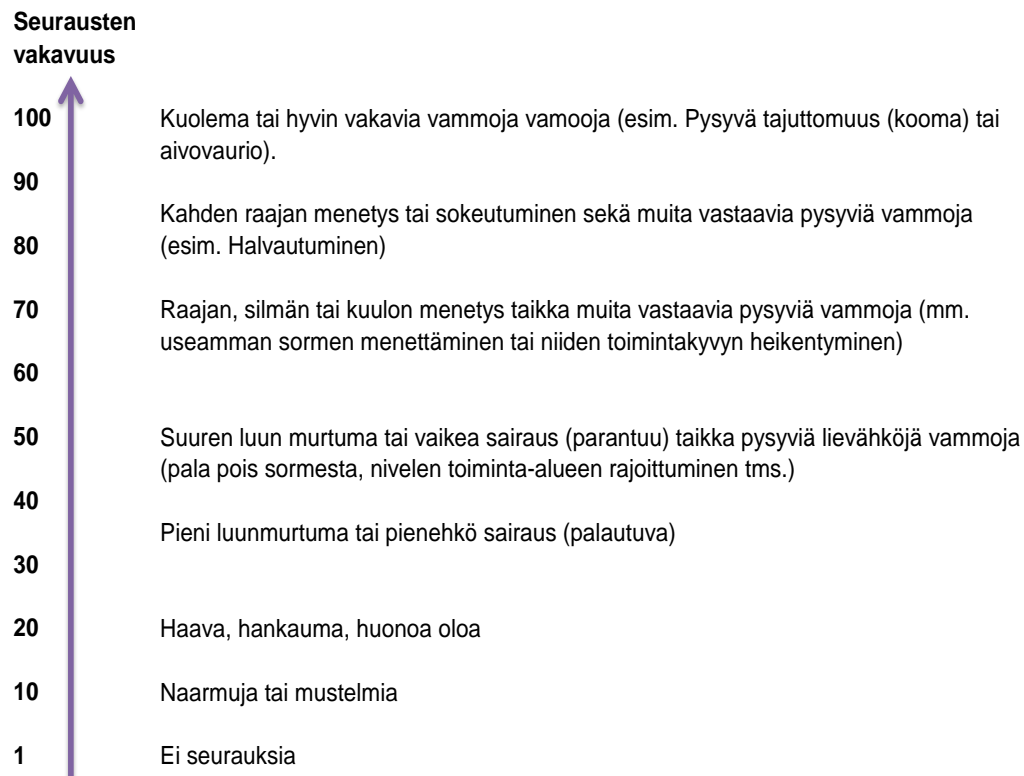 Seurausten
vakavuus
100 Kuolema tai hyvin vakavia vammoja vamooja (esim. Pysyvä tajuttomuus (kooma) tai
aivovaurio).
90
Kahden raajan menetys tai sokeutuminen sekä muita vastaavia pysyviä vammoja
80 (esim. Halvautuminen)
70 Raajan, silmän tai kuulon menetys taikka muita vastaavia pysyviä vammoja (mm.
useamman sormen menettäminen tai niiden toimintakyvyn heikentyminen)
60
50 Suuren luun murtuma tai vaikea sairaus (parantuu) taikka pysyviä lievähköjä vammoja
(pala pois sormesta, nivelen toiminta-alueen rajoittuminen tms.)
40
Pieni luunmurtuma tai pienehkö sairaus (palautuva)
30
20 Haava, hankauma, huonoa oloa
10 Naarmuja tai mustelmia
1 Ei seurauksia